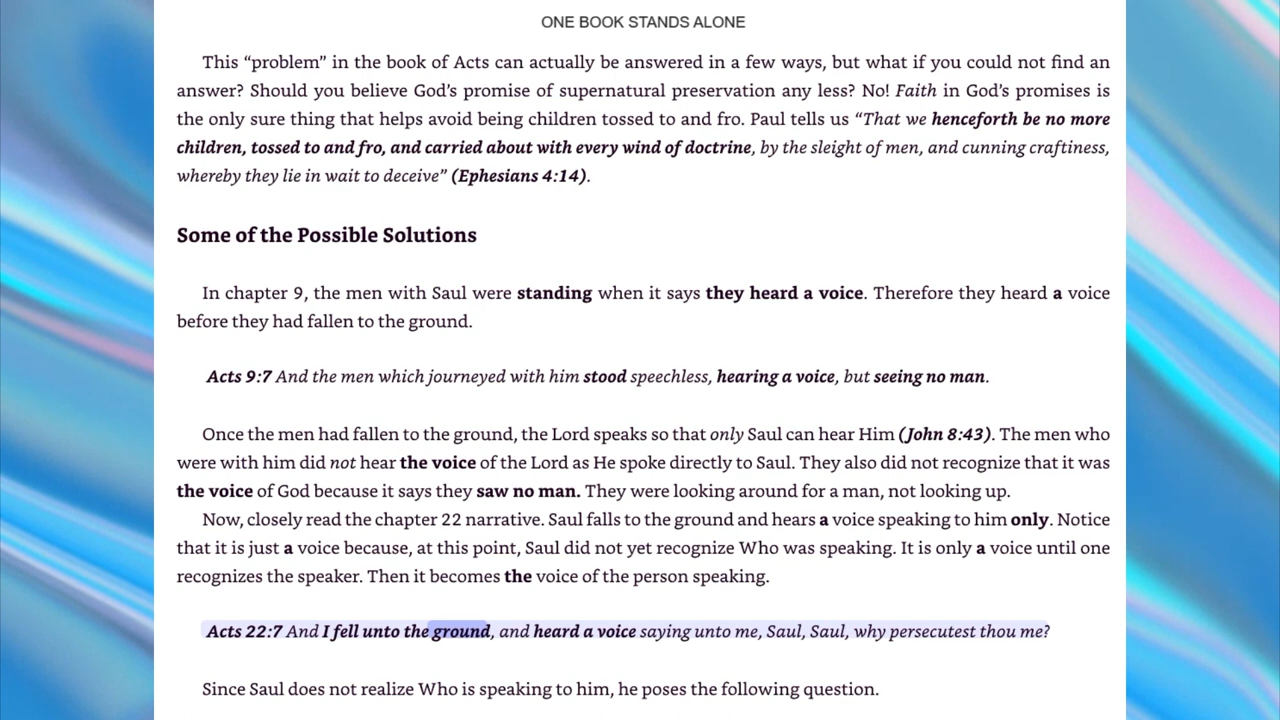 ONE BOOK STANDS ALONE
This “problem” in the book of Acts can actually be answered in a few ways, but what if you could not find an
answer? Should you believe God’s promise of supernatural preservation any less? No! Faith in God’s promises is
the only sure thing that helps avoid being children tossed to and fro. Paul tells us “That we henceforth be no more
children, tossed to and fro, and carried about with every wind of doctrine, by the sleight of men, and cunning craftiness,
whereby they lie in wait to deceive” (Ephesians 4:14).
Some of the Possible Solutions
In chapter 9, the men with Saul were standing when it says they heard a voice. Therefore they heard a voice
before they had fallen to the ground.
Acts 9:7 And the men which journeyed with him stood speechless, hearing a voice, but seeing no man.
Once the men had fallen to the ground, the Lord speaks so that only Saul can hear Him (John 8:43). The men who
were with him did not hear the voice of the Lord as He spoke directly to Saul. They also did not recognize that it was
the voice of God because it says they saw no man. They were looking around for a man, not looking up.
Now, closely read the chapter 22 narrative. Saul falls to the ground and hears a voice speaking to him only. Notice
that it is just a voice because, at this point, Saul did not yet recognize Who was speaking. It is only a voice until one
recognizes the speaker. Then it becomes the voice of the person speaking.
Acts 22:7 And I fell unto the ground, and heard a voice saying unto me, Saul, Saul, why persecutest thou me?
Since Saul does not realize Who is speaking to him, he poses the following question.